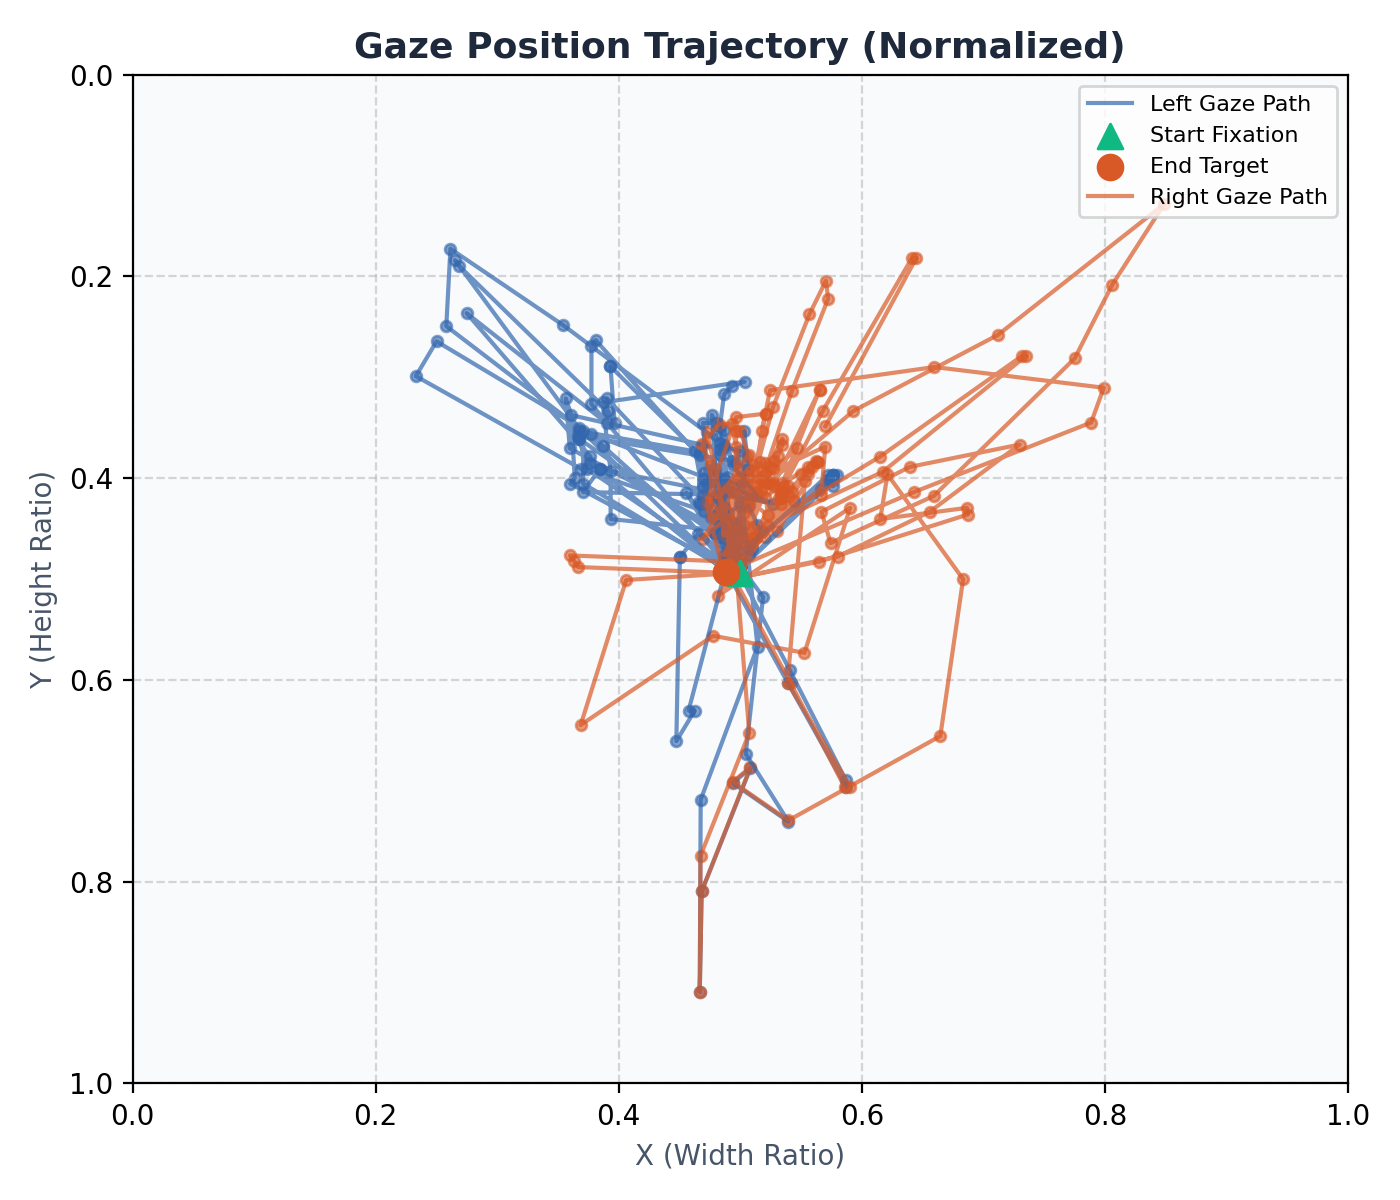 Gaze Position Trajectory (Normalized)
Left Gaze Path
Start Fixation
End Target
Right Gaze Path
0.0
0.2
0.4
0.6
0.8
1.0
Y (Height Ratio)
0.0 0.2 0.4 0.6 0.8 1.0
X (Width Ratio)